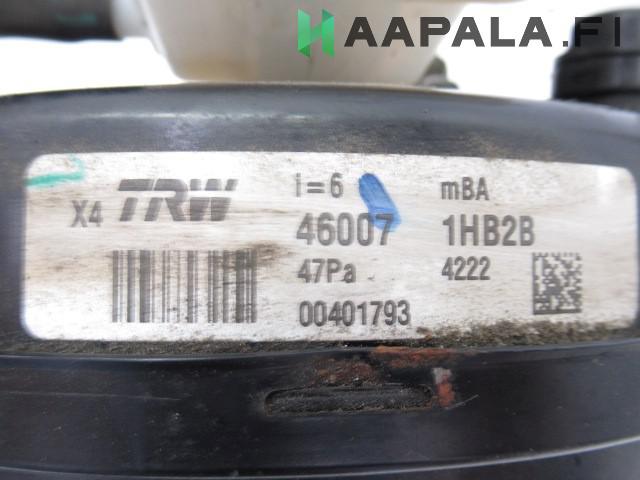 HAAPALA.FI
i=6 mBA
X4 TRW
46007 1HB2B
47Pa 4222
00401793